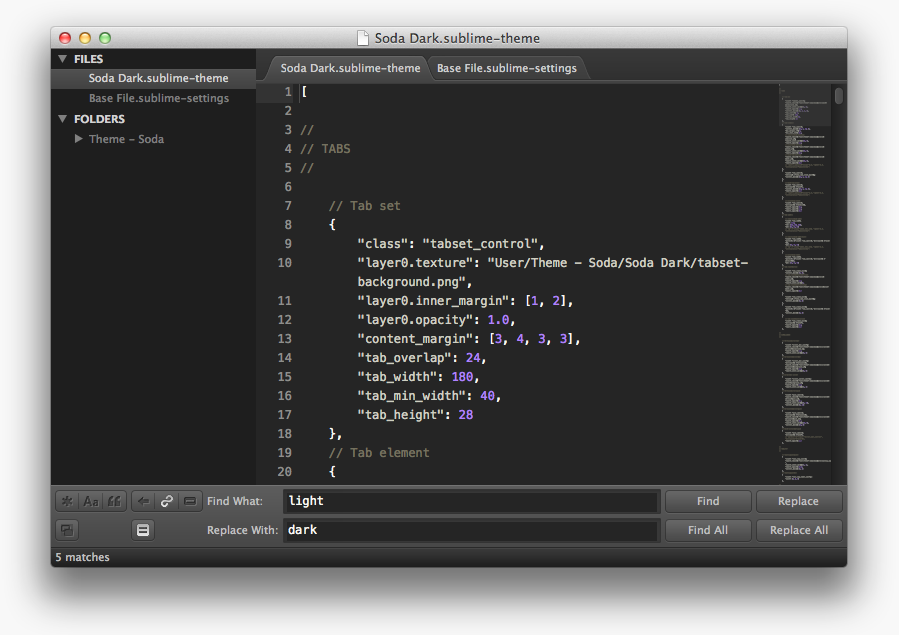 Soda Dark.sublime-theme
FILES
Soda Dark.sublime-theme
Base File.sublime-settings
FOLDERS
Theme - Soda
Soda Dark.sublime-theme Base File.sublime-settings
1 [
2
3 //
4 // TABS
5 //
6
7 // Tab set
8 {
9 "class": "tabset_control",
10 "layer0.texture": "User/Theme - Soda/Soda Dark/tabset-
background.png",
11 "layer0.inner_margin": [1, 2],
12 "layer0.opacity": 1.0,
13 "content_margin": [3, 4, 3, 3],
14 "tab_overlap": 24,
15 "tab_width": 180,
16 "tab_min_width": 40,
17 "tab_height": 28
18 },
19 // Tab element
20 {
Aa Find What: light Find Replace
Replace With: dark Find All Replace All
5 matches